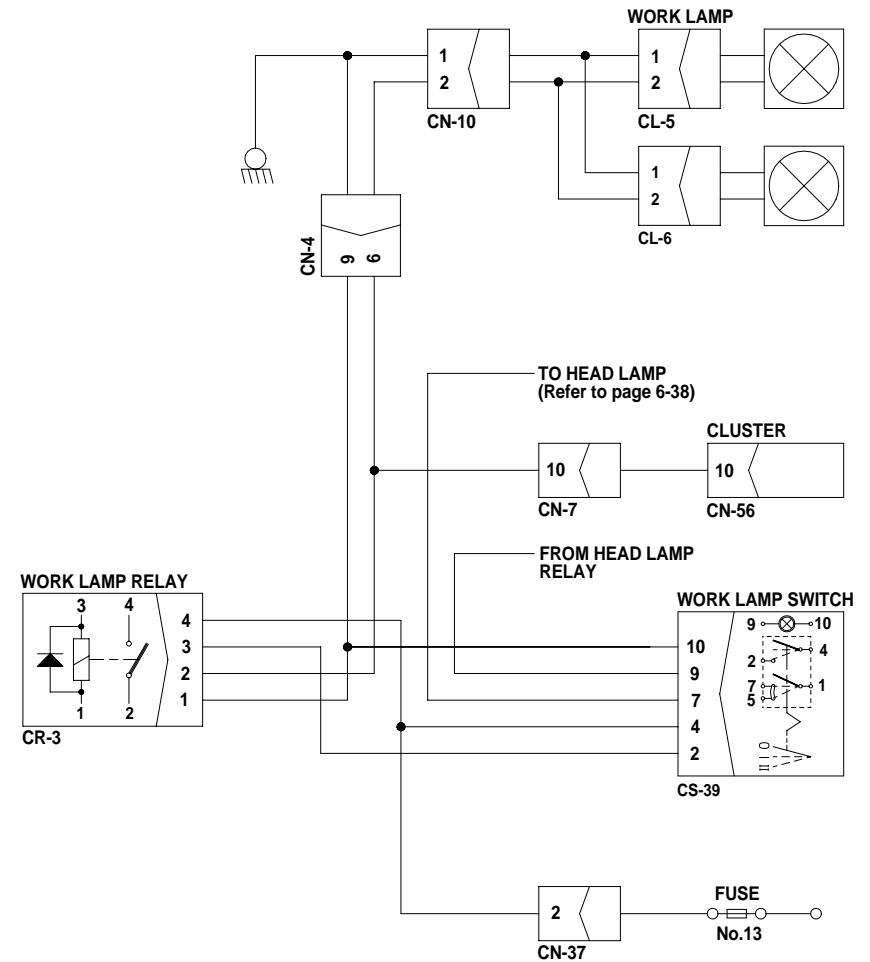 WORK LAMP
1
2
CN-10
1
2
CL-5
1
2
CL-6
CN-4
9
6
TO HEAD LAMP
(Refer to page 6-38)
CLUSTER
10
CN-7
10
CN-56
FROM HEAD LAMP
RELAY
WORK LAMP RELAY
3 4
1 2
4
3
2
1
CR-3
WORK LAMP SWITCH
10
9
7
4
2
9 10
4
2
7 1
5
II I O
CS-39
2
CN-37
FUSE
No.13